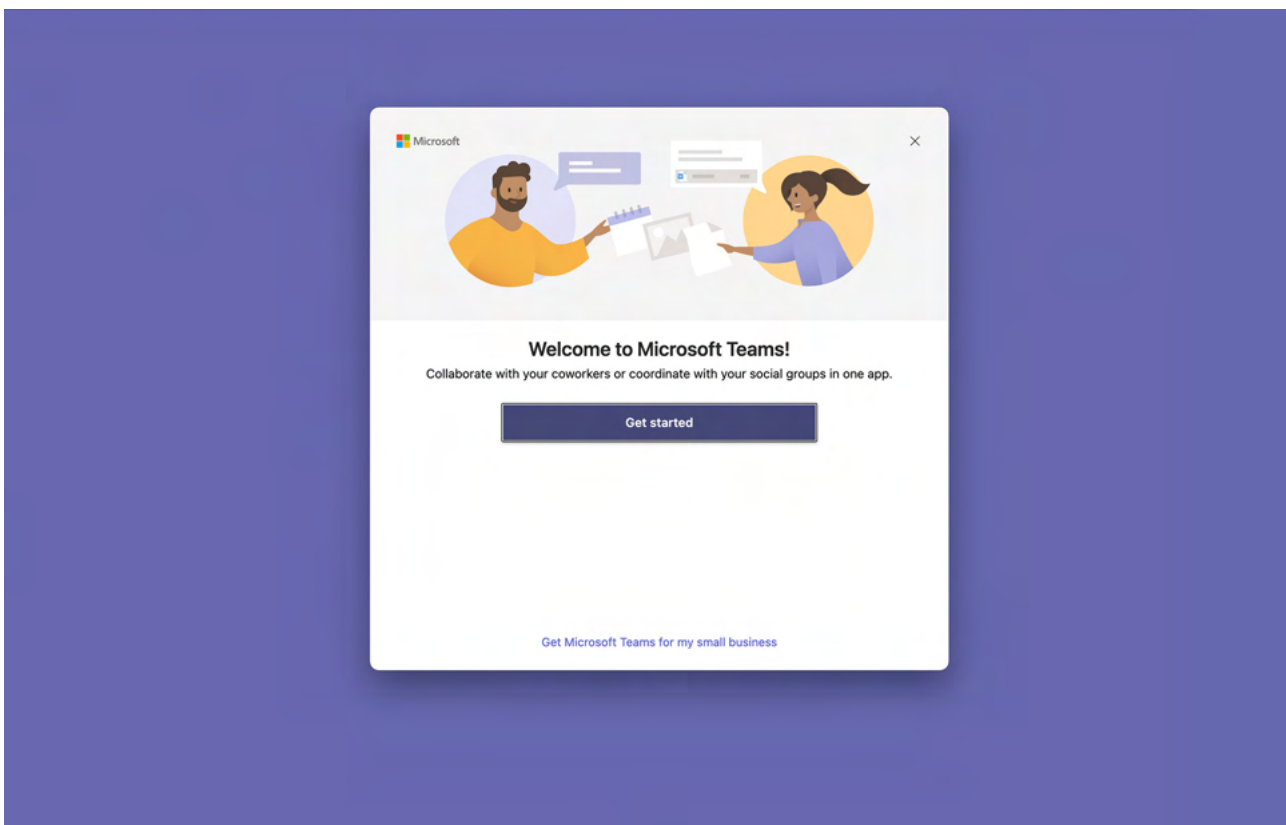 Microsoft
Welcome to Microsoft Teams!
Collaborate with your coworkers or coordinate with your social groups in one app.
Get started
Get Microsoft Teams for my small business